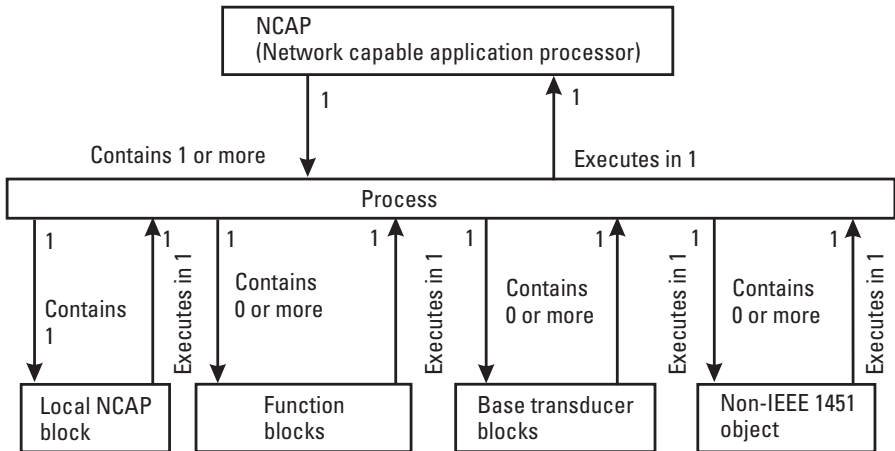 NCAP
(Network capable application processor)
1
1
Contains 1 or more
Executes in 1
Process
1
1
1
1
1
1
1
1
Contains
1
Executes in 1
Contains
0 or more
Executes in 1
Contains
0 or more
Executes in 1
Contains
0 or more
Executes in 1
Local NCAP
block
Function
blocks
Base transducer
blocks
Non-IEEE 1451
object